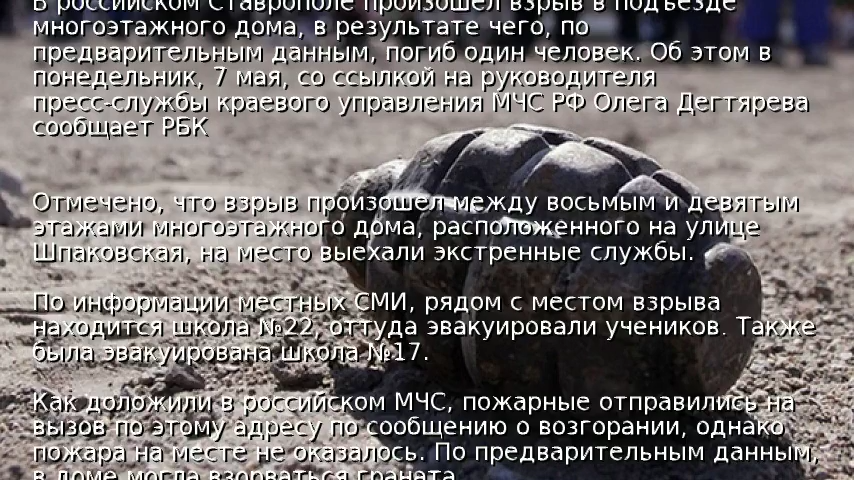 В российском Ставрополе произошел взрыв в подъезде
многоэтажного дома, в результате чего, по
предварительным данным, погиб один человек. Об этом в
понедельник, 7 мая, со ссылкой на руководителя
пресс-службы краевого управления МЧС РФ Олега Дегтярева
сообщает РБК
Отмечено, что взрыв произошел между восьмым и девятым
этажами многоэтажного дома, расположенного на улице
Шпаковская, на место выехали экстренные службы.
По информации местных СМИ, рядом с местом взрыва
находится школа №22, оттуда эвакуировали учеников. Также
была эвакуирована школа №17.
Как доложили в российском МЧС, пожарные отправились на
вызов по этому адресу по сообщению о возгорании, однако
пожара на месте не оказалось. По предварительным данным,
в доме могла взорваться граната.